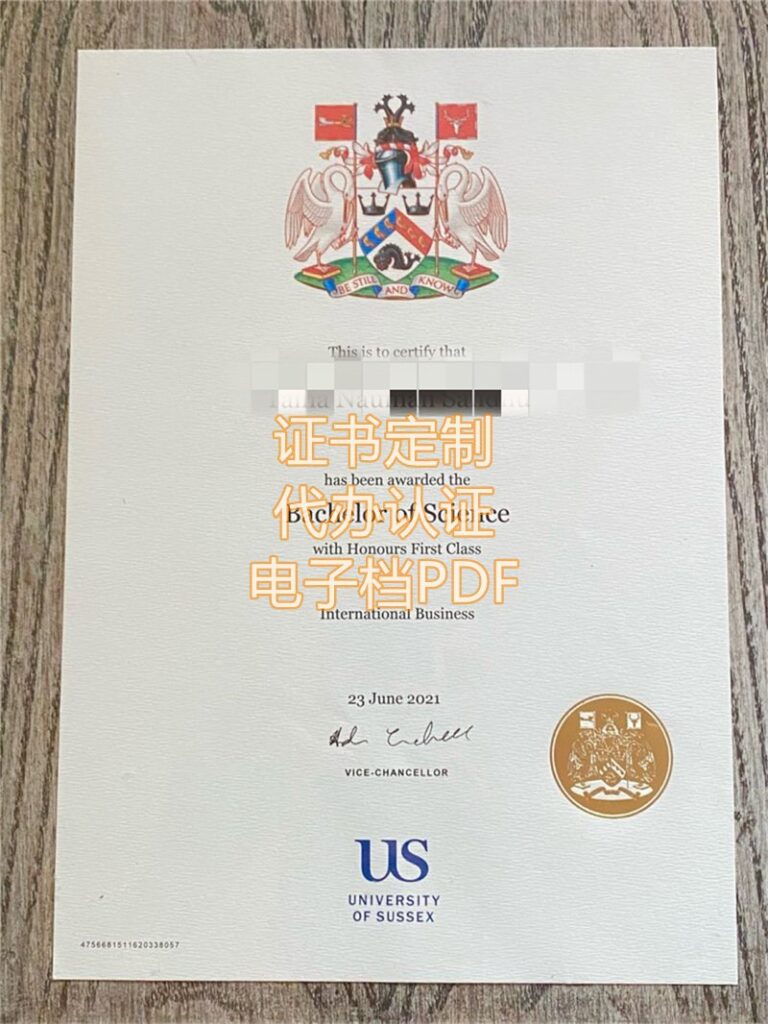 BE STILL AND KNOW
This is to certify that
证书定制
has been awarded the
代办认证
Bachelor of Science
with Honours First Class
电子档PDF
International Business
23 June 2021
VICE-CHANCELLOR
US
UNIVERSITY
OF SUSSEX
4756681511620338057